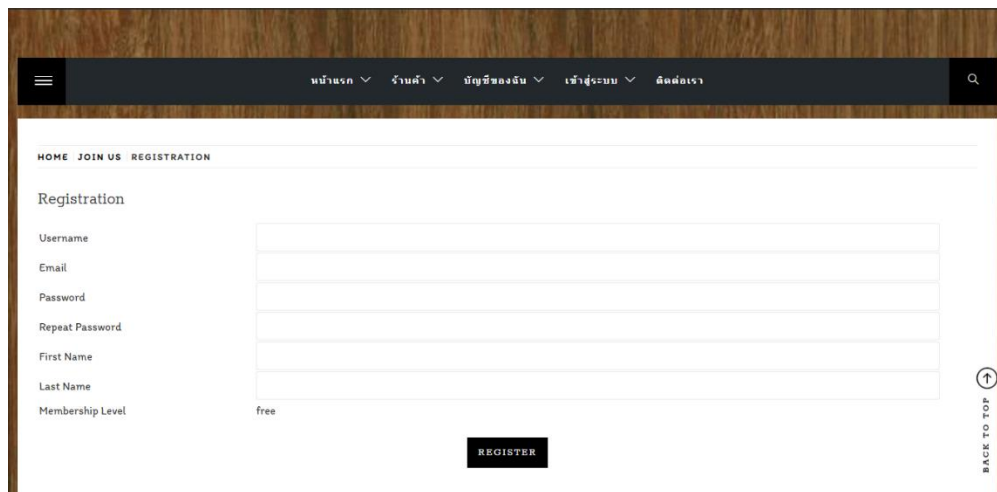 หน้าแรก ร้านค้า บัญชีของฉัน เข้าสู่ระบบ ติดต่อเรา
HOME JOIN US REGISTRATION
Registration
Username
Email
Password
Repeat Password
First Name
Last Name
Membership Level free
REGISTER
BACK TO TOP